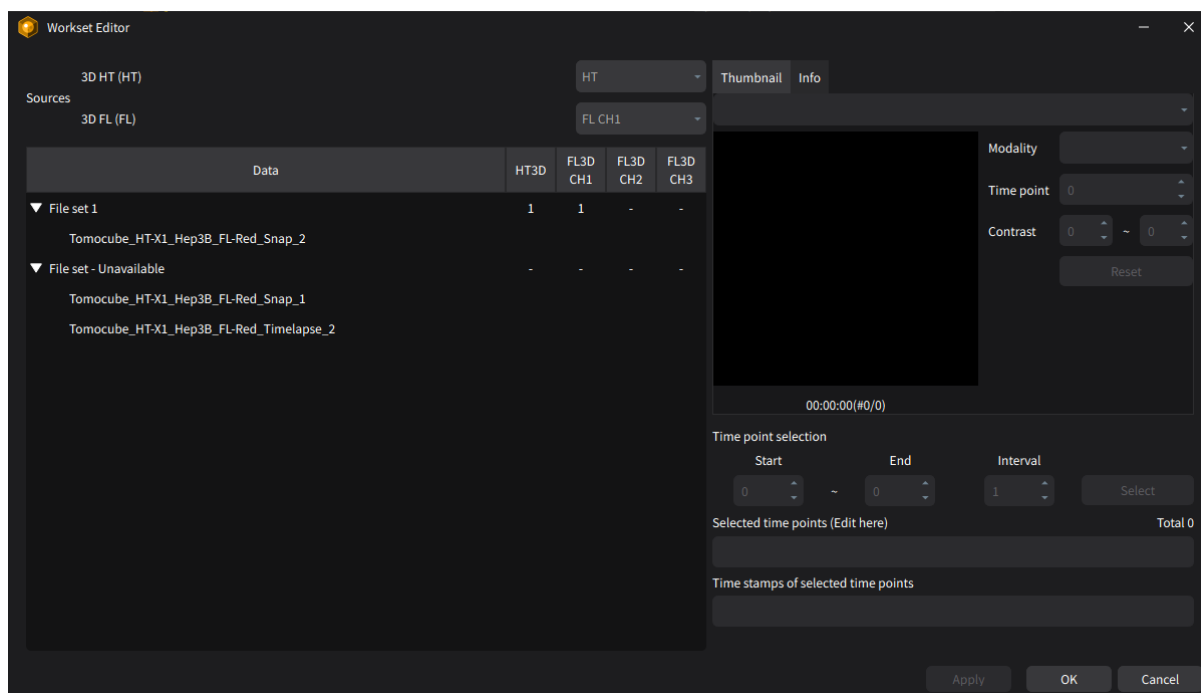 Workset Editor
Sources
3D HT (HT)
HT
3D FL (FL)
FL CH1
Data
HT3D
FL3D CH1
FL3D CH2
FL3D CH3
File set 1
1
1
-
-
Tomocube_HT-X1_Hep3B_FL-Red_Snap_2
File set - Unavailable
-
-
-
-
Tomocube_HT-X1_Hep3B_FL-Red_Snap_1
Tomocube_HT-X1_Hep3B_FL-Red_Timelapse_2
Thumbnail
Info
Modality
Time point
0
Contrast
0
~
0
Reset
00:00:00(#0/0)
Time point selection
Start
End
Interval
0
~
0
1
Select
Selected time points (Edit here)
Total 0
Time stamps of selected time points
Apply
OK
Cancel